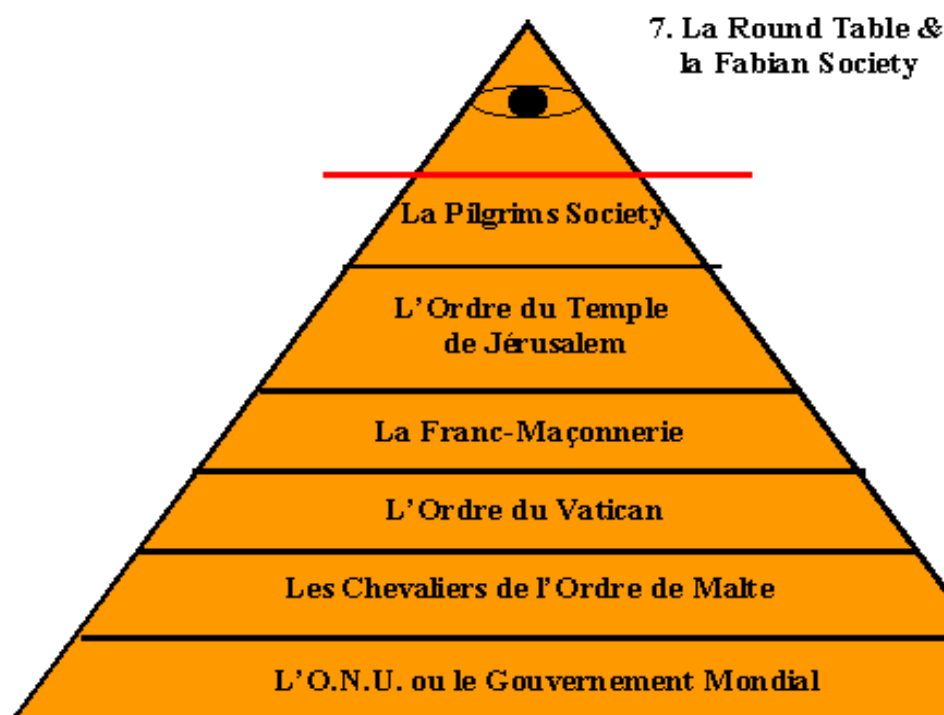 7. La Round Table &
la Fabian Society
La Pilgrims Society
L'Ordre du Temple
de Jérusalem
La Franc-Maçonnerie
L'Ordre du Vatican
Les Chevaliers de l'Ordre de Malte
L'O.N.U. ou le Gouvernement Mondial